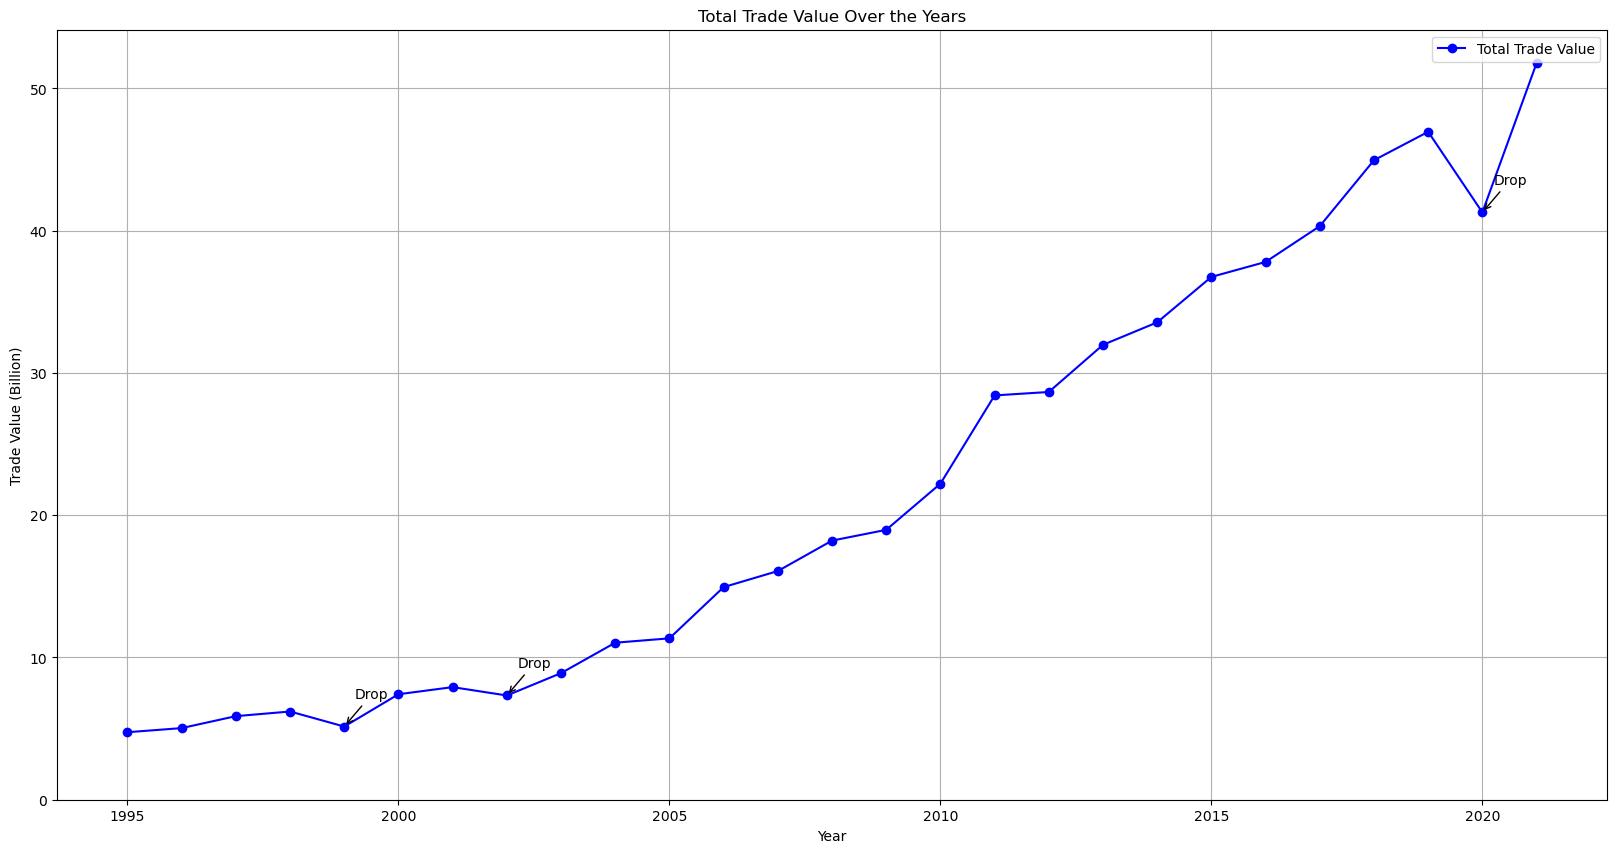 Total Trade Value Over the Years
Total Trade Value
50
40
30
20
10
0
Trade Value (Billion)
Drop
Drop
Drop
1995
2000
2005
2010
2015
2020
Year